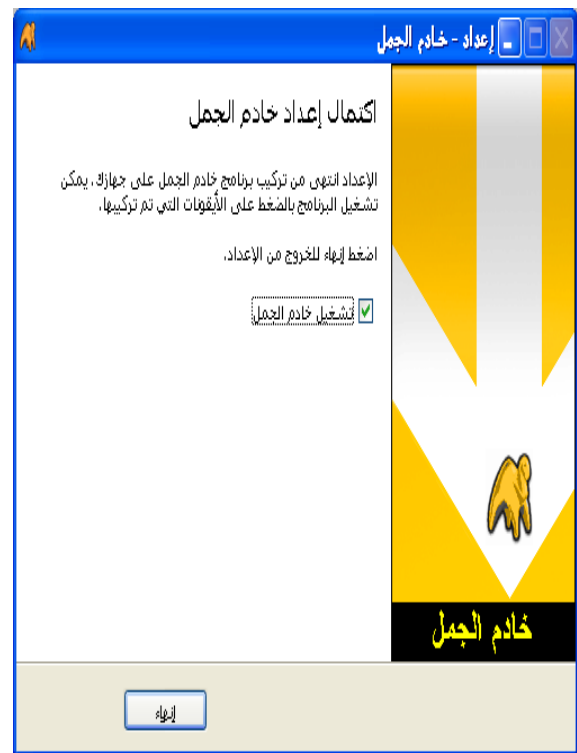 إعداد - خادم الجمل
اكتمال إعداد خادم الجمل
الإعداد انتهى من تركيب برنامج خادم الجمل على جهازك، يمكن
تشغيل البرنامج بالضغط على الأيقونات التي تم تركيبها.
اضغط إنهاء للخروج من الإعداد.
تشغيل خادم الجمل
خادم الجمل
إنهاء